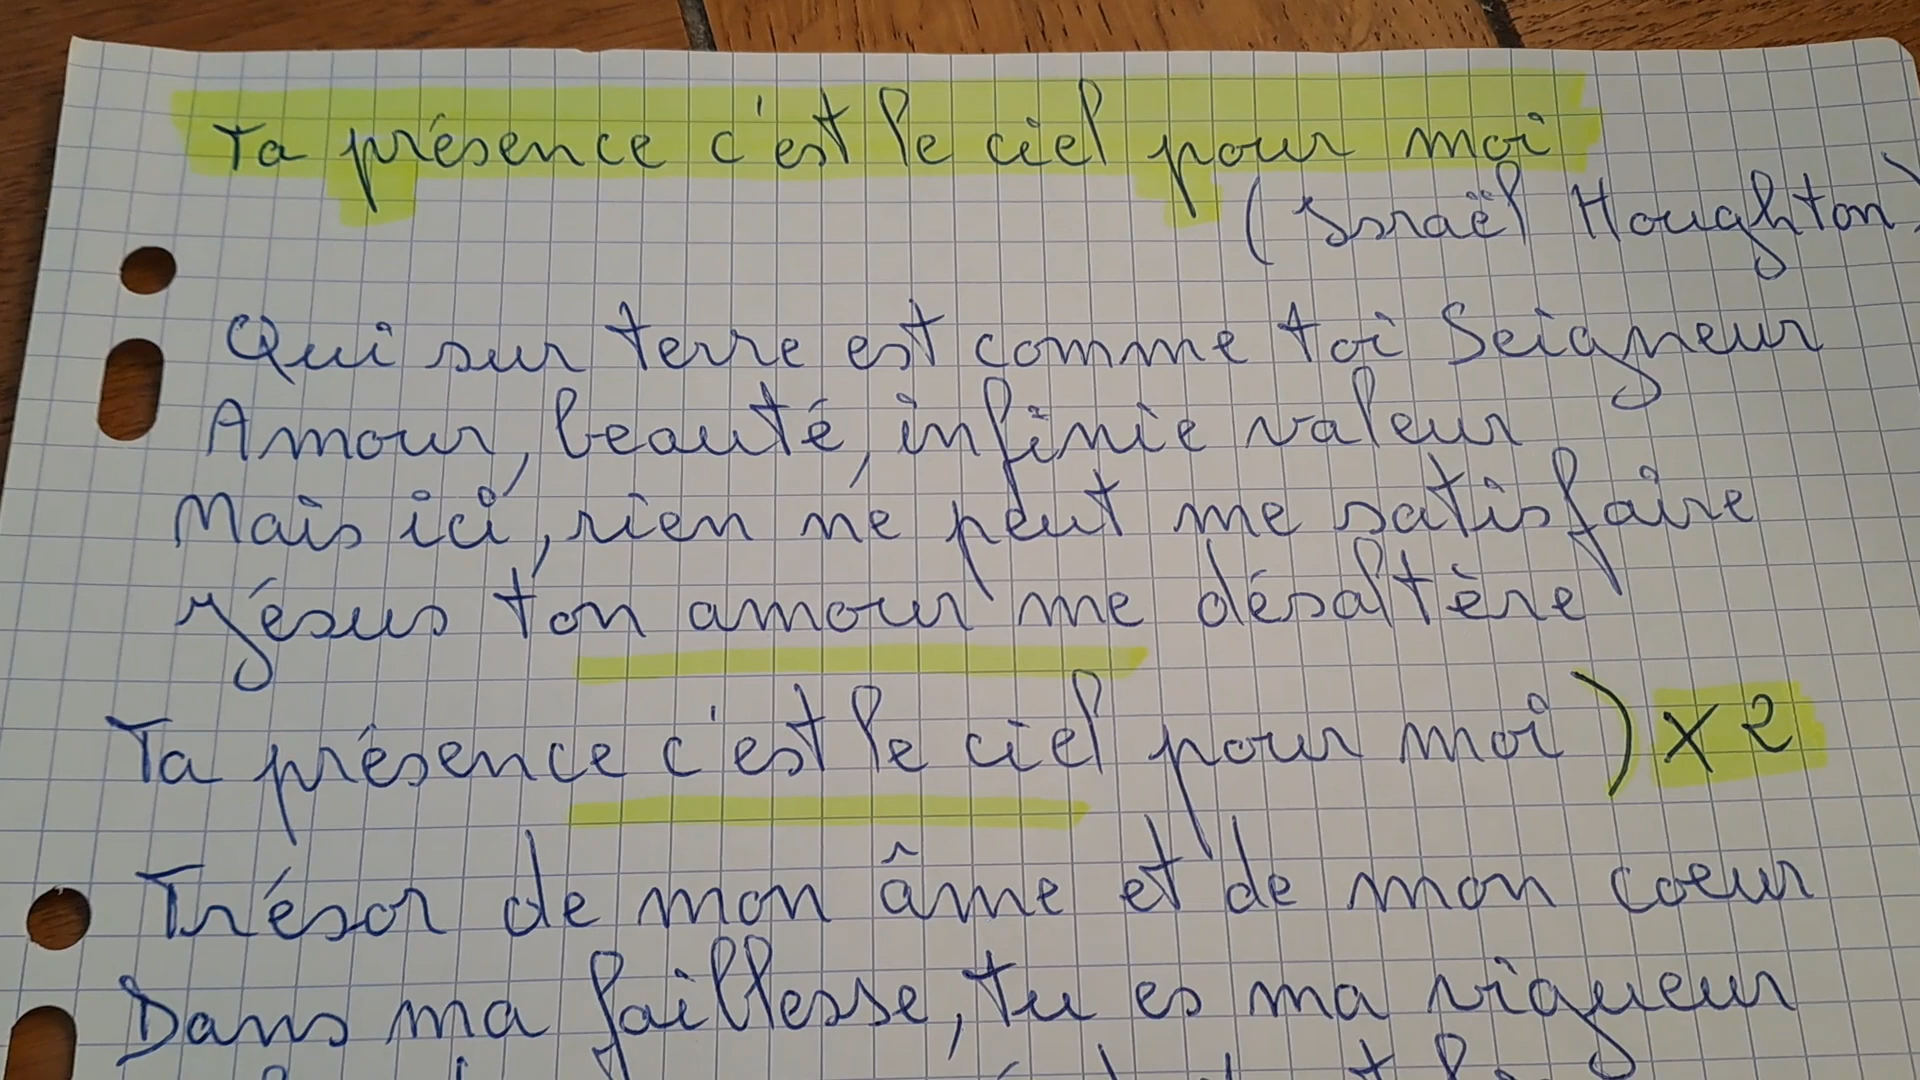 Ta présence c'est le ciel pour moi
(Israël Houghton)
Qui sur terre est comme toi Seigneur
Amour, beauté, infinie valeur
Mais ici, rien ne peut me satisfaire
Jésus ton amour me désaltère
Ta présence c'est le ciel pour moi ) x 2
Trésor de mon âme et de mon coeur
Dans ma faiblesse, tu es ma vigueur